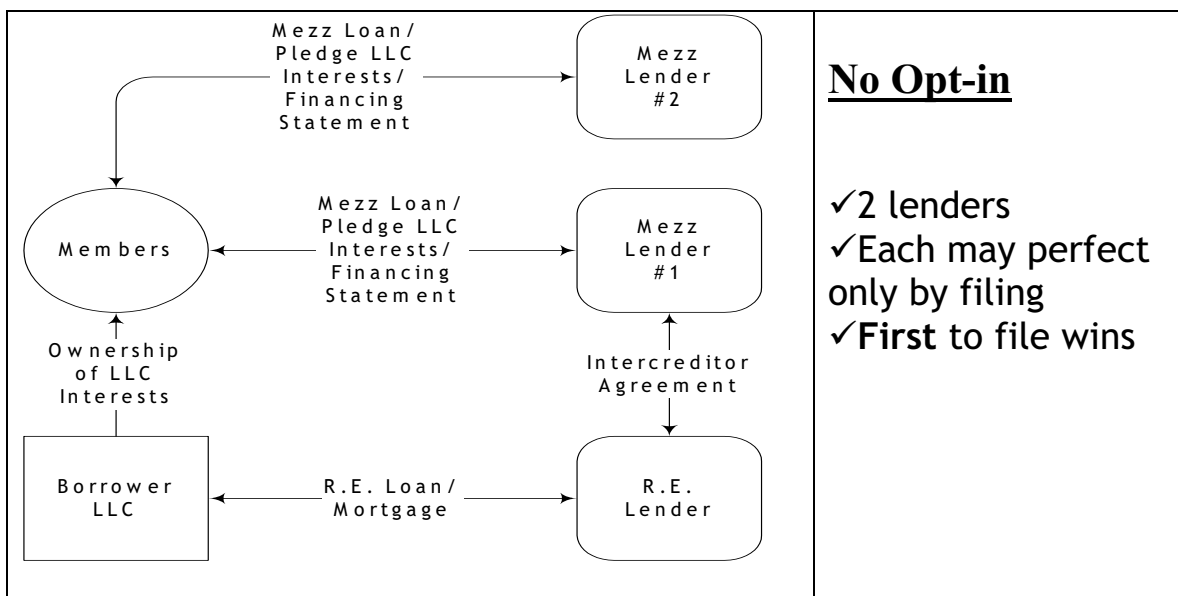 Mezz Loan/
Pledge LLC
Interests/
Financing
Statement
Mezz
Lender
#2
Members
Mezz Loan/
Pledge LLC
Interests/
Financing
Statement
Mezz
Lender
#1
Ownership
of LLC
Interests
Intercreditor
Agreement
Borrower
LLC
R.E. Loan/
Mortgage
R.E.
Lender
No Opt-in
✓2 lenders
✓Each may perfect
only by filing
✓First to file wins